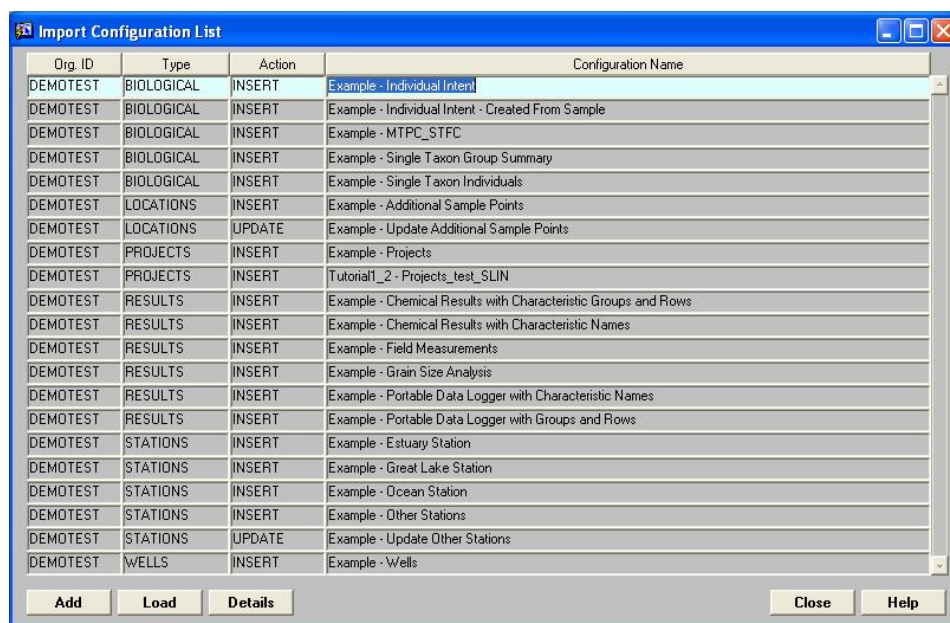 Import Configuration List
Org. ID Type Action Configuration Name
DEMOTEST BIOLOGICAL INSERT Example - Individual Intent
DEMOTEST BIOLOGICAL INSERT Example - Individual Intent - Created From Sample
DEMOTEST BIOLOGICAL INSERT Example - MTPC_STFC
DEMOTEST BIOLOGICAL INSERT Example - Single Taxon Group Summary
DEMOTEST BIOLOGICAL INSERT Example - Single Taxon Individuals
DEMOTEST LOCATIONS INSERT Example - Additional Sample Points
DEMOTEST LOCATIONS UPDATE Example - Update Additional Sample Points
DEMOTEST PROJECTS INSERT Example - Projects
DEMOTEST PROJECTS INSERT Tutorial1_2 - Projects_test_SLIN
DEMOTEST RESULTS INSERT Example - Chemical Results with Characteristic Groups and Rows
DEMOTEST RESULTS INSERT Example - Chemical Results with Characteristic Names
DEMOTEST RESULTS INSERT Example - Field Measurements
DEMOTEST RESULTS INSERT Example - Grain Size Analysis
DEMOTEST RESULTS INSERT Example - Portable Data Logger with Characteristic Names
DEMOTEST RESULTS INSERT Example - Portable Data Logger with Groups and Rows
DEMOTEST STATIONS INSERT Example - Estuary Station
DEMOTEST STATIONS INSERT Example - Great Lake Station
DEMOTEST STATIONS INSERT Example - Ocean Station
DEMOTEST STATIONS INSERT Example - Other Stations
DEMOTEST STATIONS UPDATE Example - Update Other Stations
DEMOTEST WELLS INSERT Example - Wells
Add Load Details Close Help